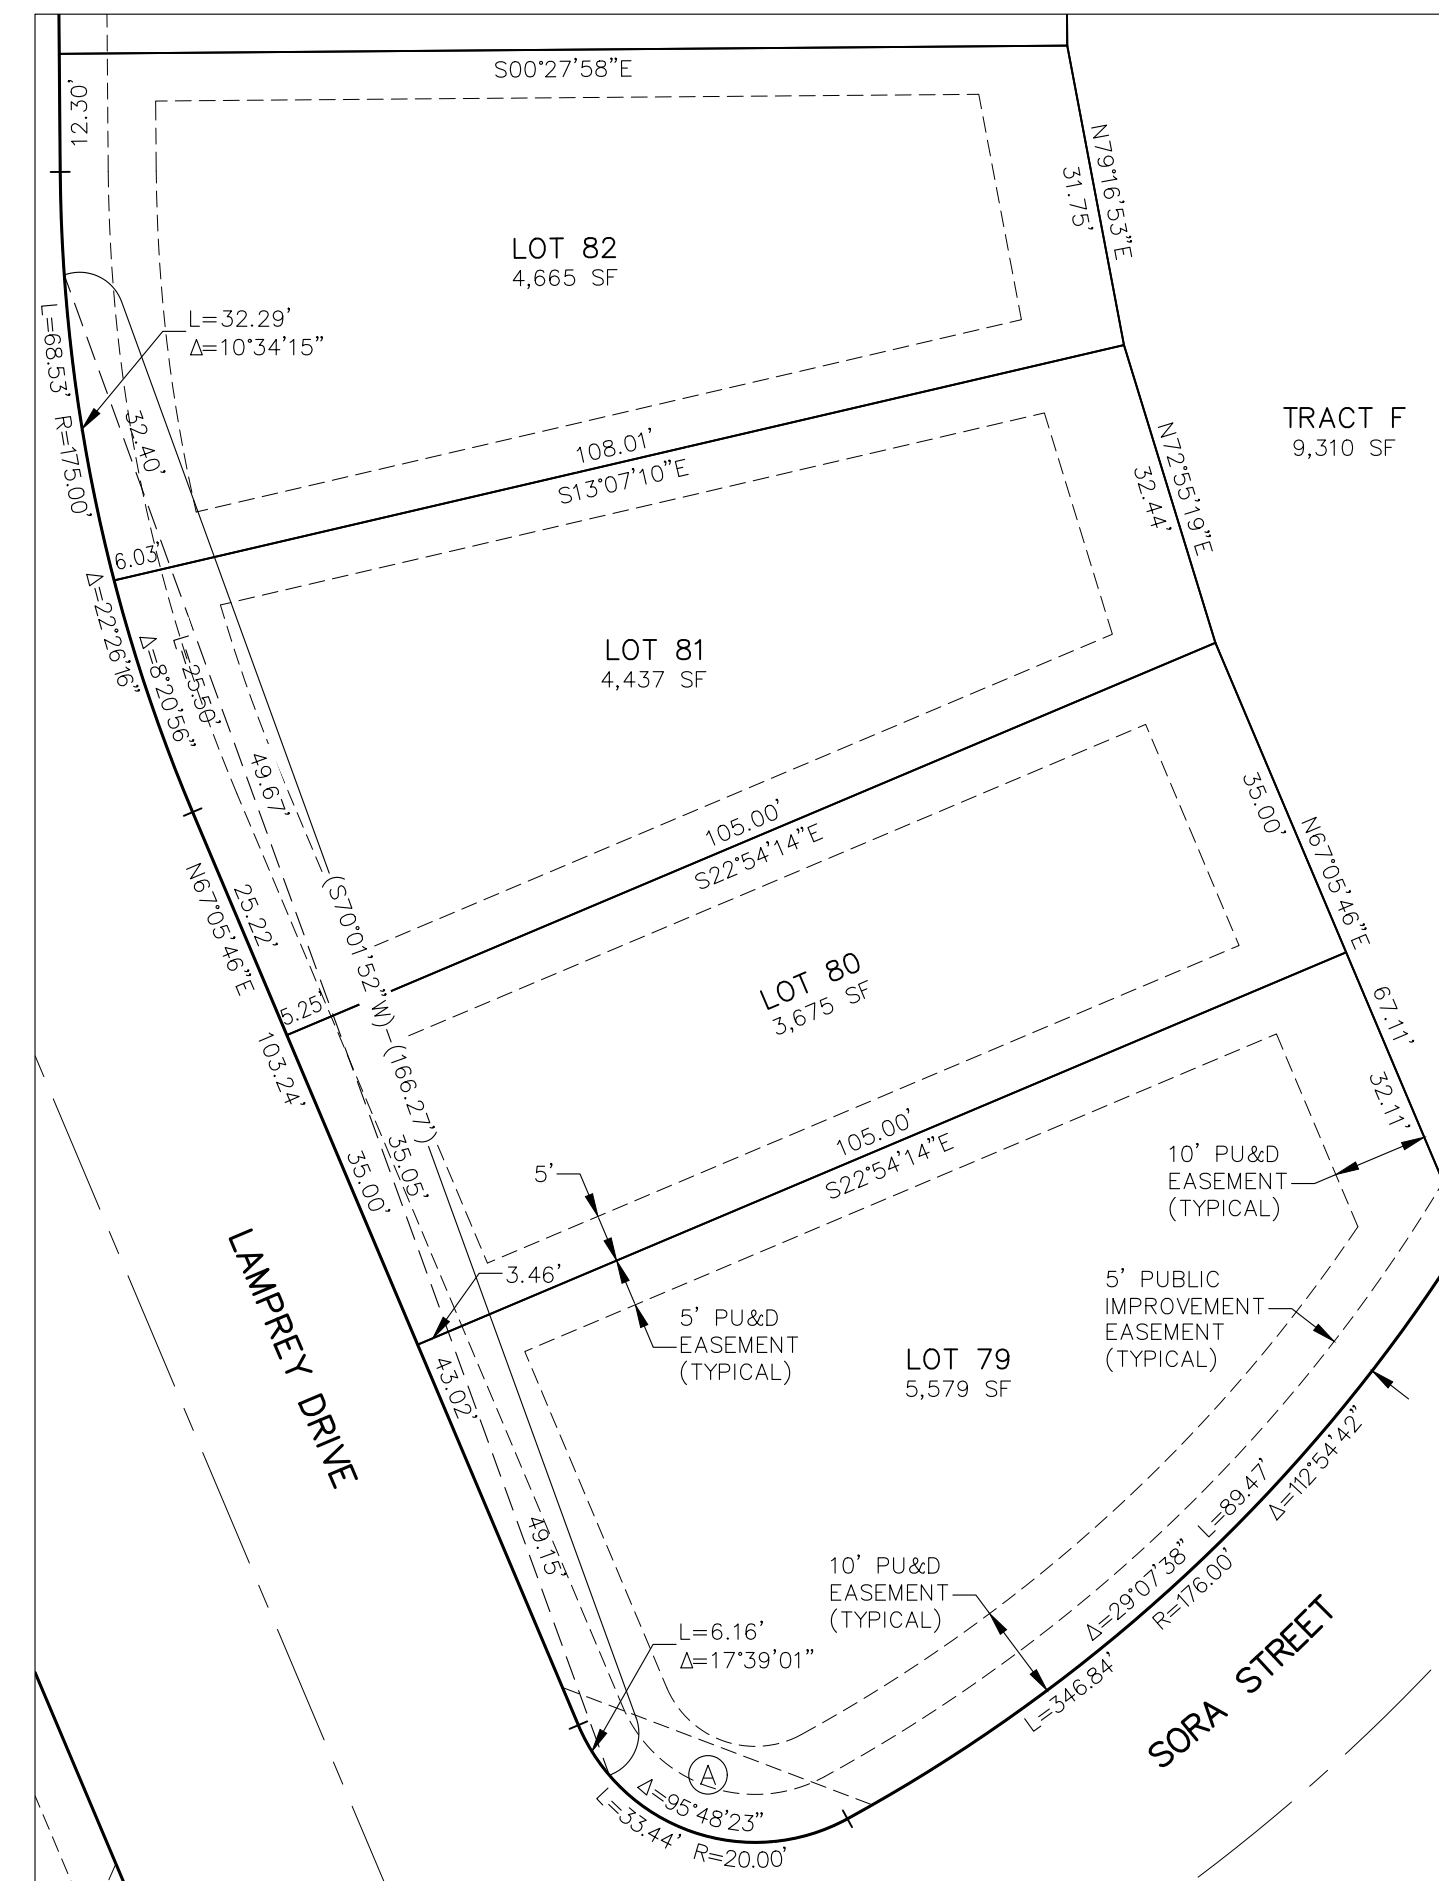 S00°27'58"E
12.30'
N79°16'53"E
31.75'
LOT 82
4,665 SF
L=32.29'
Δ=10°34'15"
L=68.53' R=175.00'
32.40'
TRACT F
9,310 SF
108.01'
S13°07'10"E
N72°55'19"E
32.44'
6.03'
Δ=22°26'16"
Δ=8°20'56"
L=25.50'
LOT 81
4,437 SF
49.67'
105.00'
S22°54'14"E
35.00'
N67°05'46"E
N67°05'46"E
25.22'
(S70°01'52"W)-(166.27')
5.25'
103.24'
LOT 80
3,675 SF
67.11'
32.11'
35.00'
35.05'
105.00'
S22°54'14"E
5'
10' PU&D
EASEMENT
(TYPICAL)
3.46'
5' PU&D
EASEMENT
(TYPICAL)
5' PUBLIC
IMPROVEMENT
EASEMENT
(TYPICAL)
LAMPREY DRIVE
43.02'
LOT 79
5,579 SF
49.15'
Δ=29°07'38" L=89.47'
Δ=112°54'42"
R=176.00'
L=346.84'
10' PU&D
EASEMENT
(TYPICAL)
L=6.16'
Δ=17°39'01"
SORA STREET
A
Δ=95°48'23"
L=33.44' R=20.00'